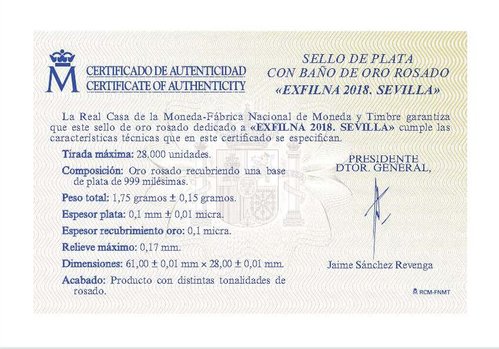 CERTIFICADO DE AUTENTICIDAD
CERTIFICATE OF AUTHENTICITY
SELLO DE PLATA
CON BAÑO DE ORO ROSADO
«EXFILNA 2018. SEVILLA»
La Real Casa de la Moneda-Fábrica Nacional de Moneda y Timbre garantiza
que este sello de oro rosado dedicado a «EXFILNA 2018. SEVILLA» cumple las
características técnicas que en este certificado se especifican.
Tirada máxima: 28.000 unidades.
Composición: Oro rosado recubriendo una base
de plata de 999 milésimas.
Peso total: 1,75 gramos ± 0,15 gramos.
Espesor plata: 0,1 mm ± 0,01 micra.
Espesor recubrimiento oro: 0,1 micra.
Relieve máximo: 0,17 mm.
Dimensiones: 61,00 ± 0,01 mm × 28,00 ± 0,01 mm.
Acabado: Producto con distintas tonalidades de
rosado.
PRESIDENTE
DTOR. GENERAL,
Jaime Sánchez Revenga
M RCM-FNMT